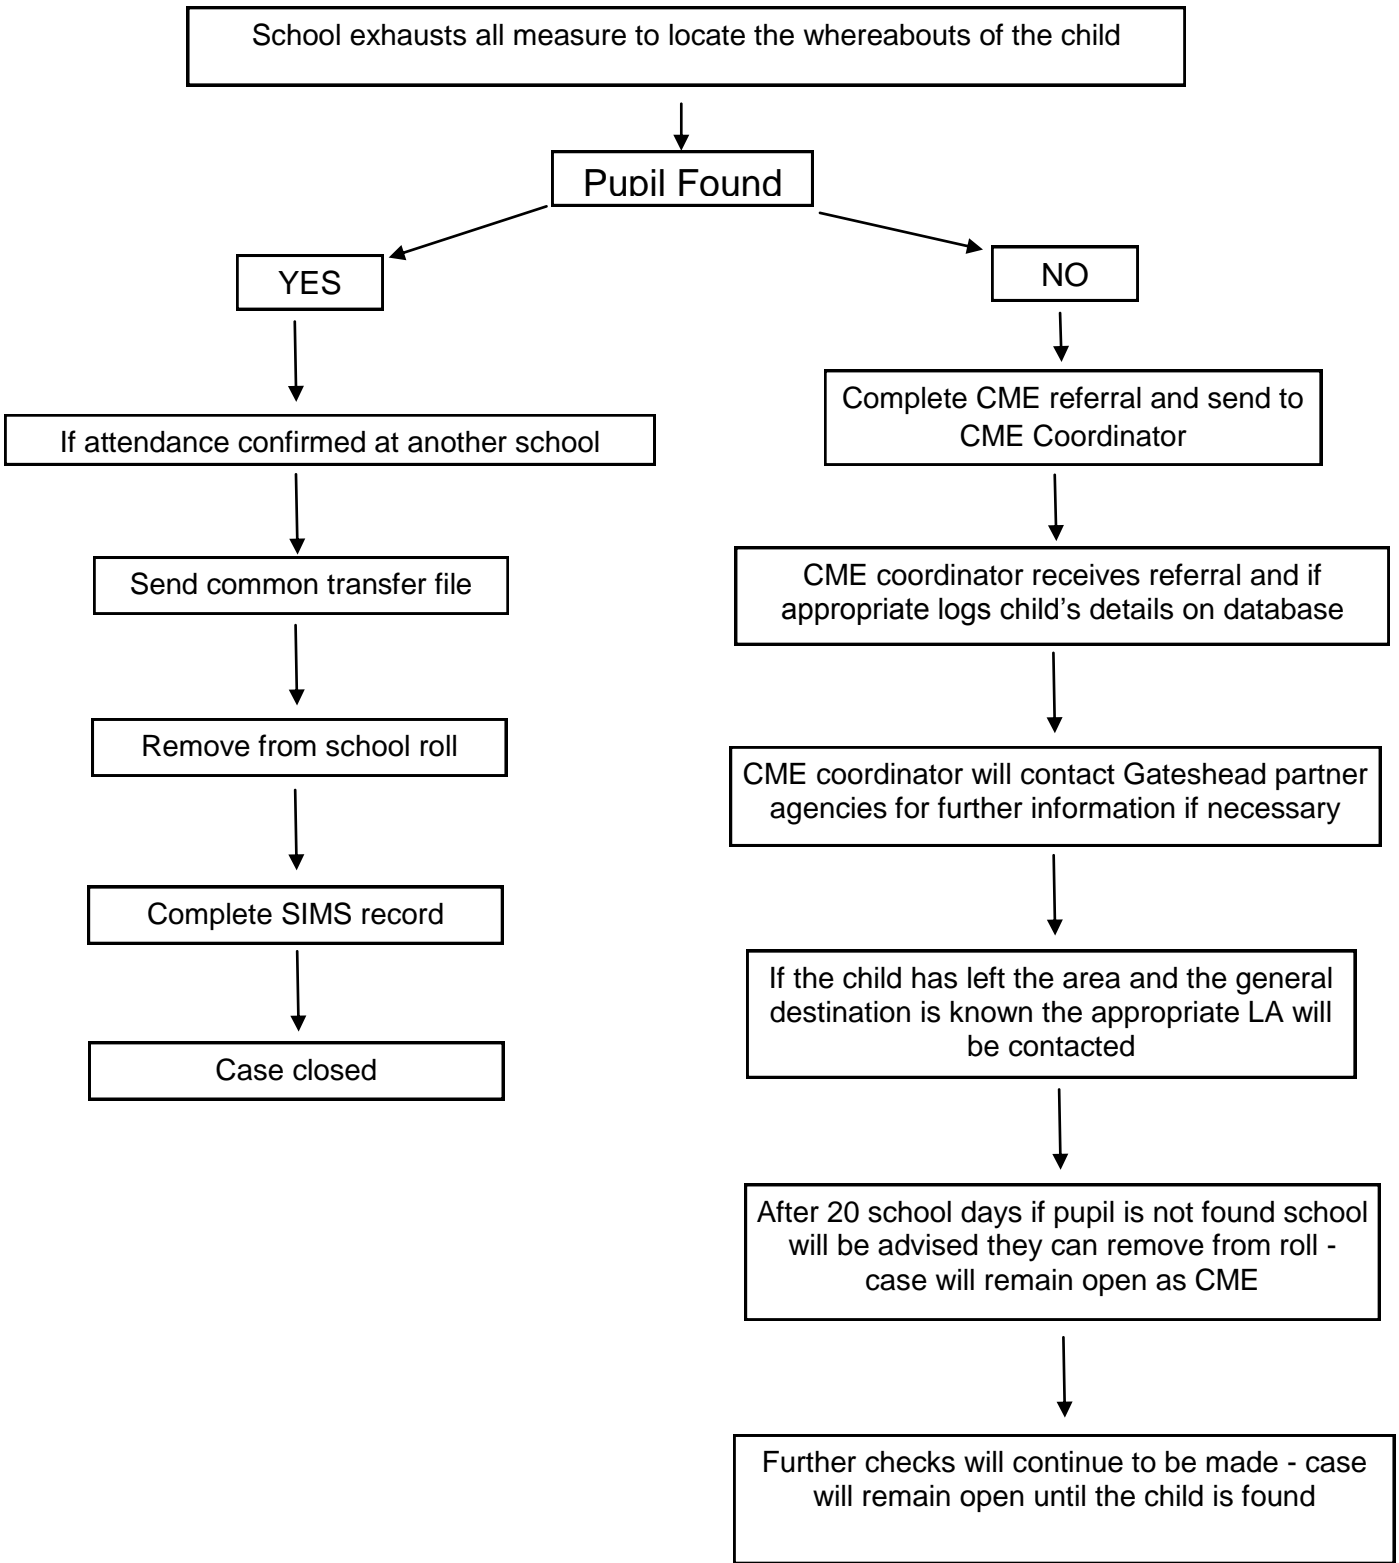 School exhausts all measure to locate the whereabouts of the child
Pupil Found
YES
NO
If attendance confirmed at another school
Send common transfer file
Remove from school roll
Complete SIMS record
Case closed
Complete CME referral and send to
CME Coordinator
CME coordinator receives referral and if
appropriate logs child’s details on database
CME coordinator will contact Gateshead partner
agencies for further information if necessary
If the child has left the area and the general
destination is known the appropriate LA will
be contacted
After 20 school days if pupil is not found school
will be advised they can remove from roll -
case will remain open as CME
Further checks will continue to be made - case
will remain open until the child is found